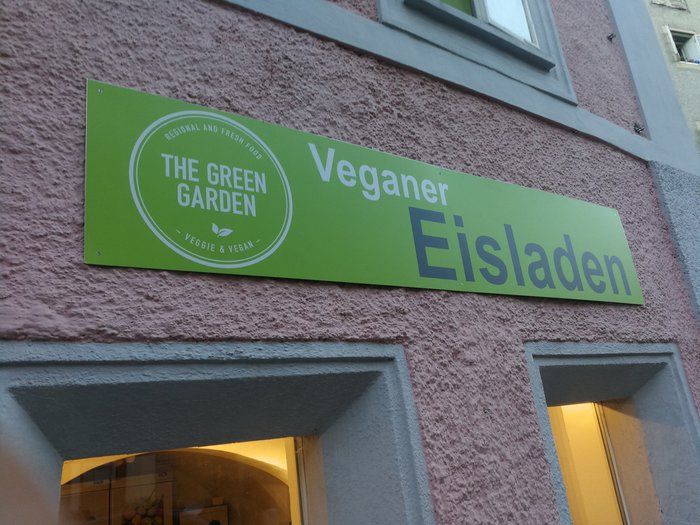 REGIONAL AND FRESH FOOD
THE GREEN
GARDEN
- VEGGIE & VEGAN -
Veganer
Eisladen